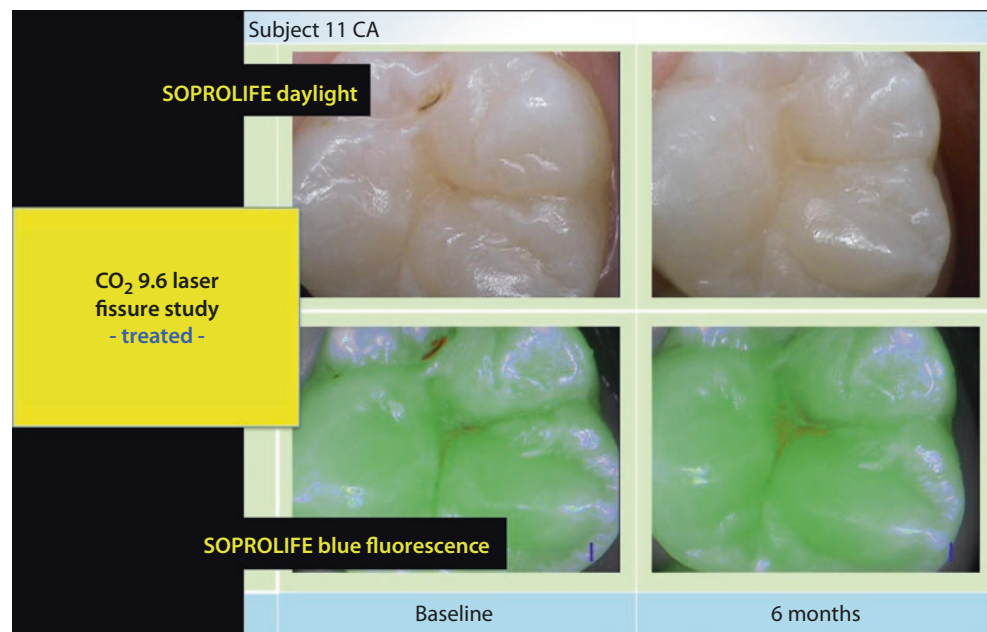 Subject 11 CA
SOPROLIFE daylight
CO₂ 9.6 laser
fissure study
- treated -
SOPROLIFE blue fluorescence
Baseline
6 months